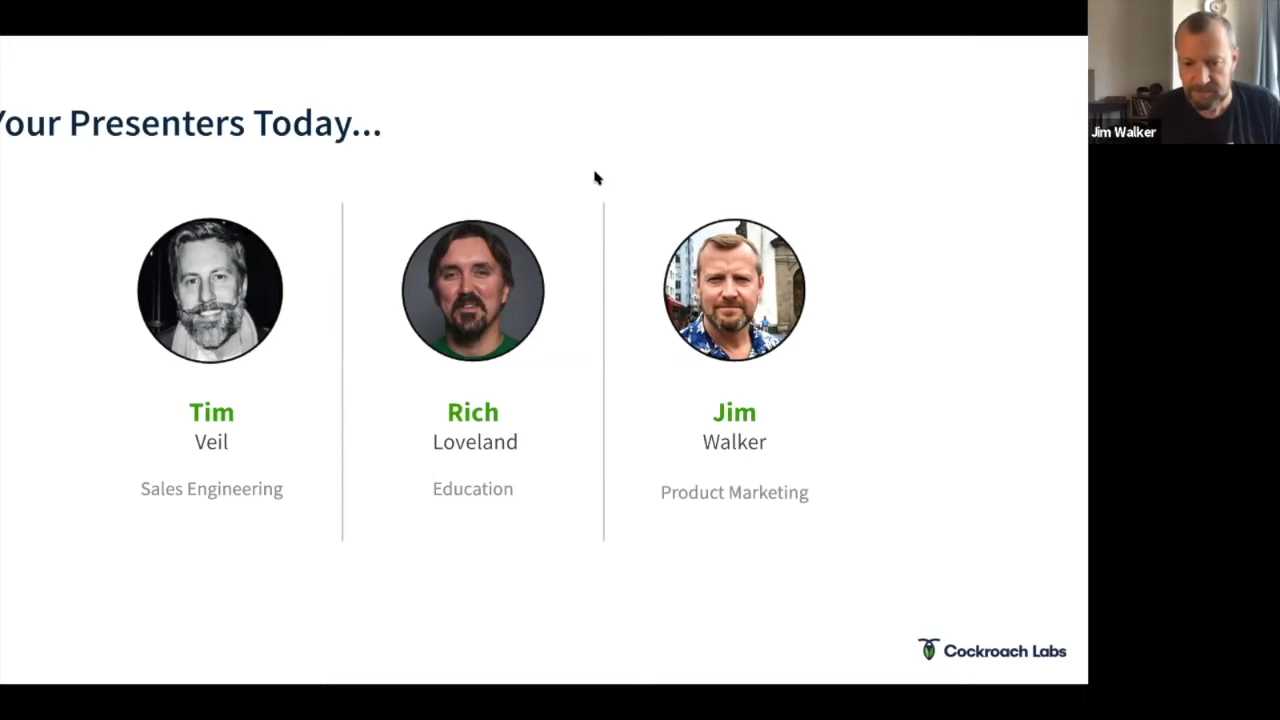 Your Presenters Today...
Jim Walker
Tim
Veil
Sales Engineering
Rich
Loveland
Education
Jim
Walker
Product Marketing
Cockroach Labs